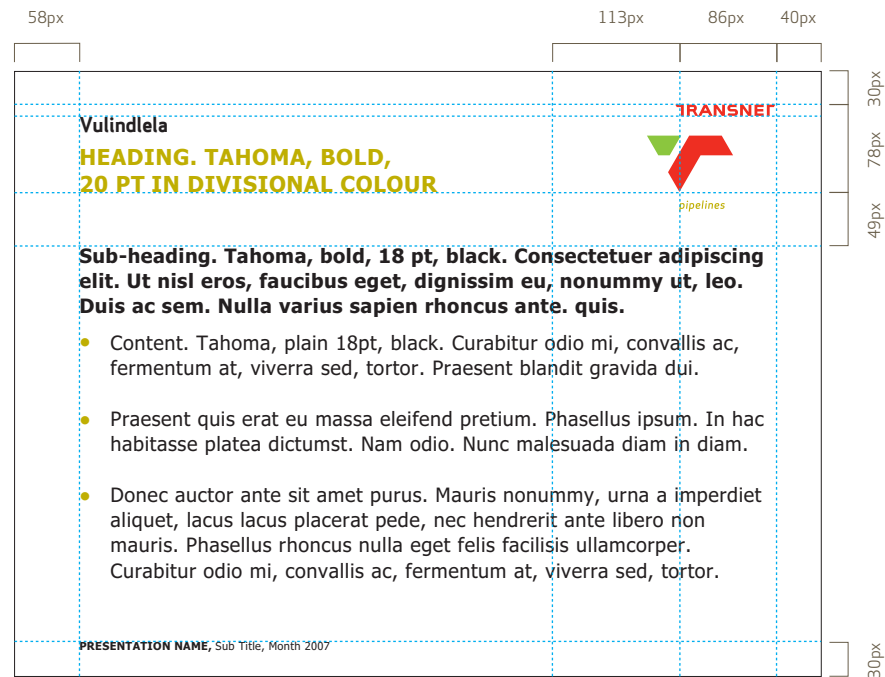 58px
113px
86px
40px
30px
TRANSNET
Vulindlela
HEADING. TAHOMA, BOLD,
20 PT IN DIVISIONAL COLOUR
78px
pipelines
49px
Sub-heading. Tahoma, bold, 18 pt, black. Consectetuer adipiscing
elit. Ut nisl eros, faucibus eget, dignissim eu, nonummy ut, leo.
Duis ac sem. Nulla varius sapien rhoncus ante. quis.
• Content. Tahoma, plain 18pt, black. Curabitur odio mi, convallis ac,
fermentum at, viverra sed, tortor. Praesent blandit gravida dui.
• Praesent quis erat eu massa eleifend pretium. Phasellus ipsum. In hac
habitasse platea dictumst. Nam odio. Nunc malesuada diam in diam.
• Donec auctor ante sit amet purus. Mauris nonummy, urna a imperdiet
aliquet, lacus lacus placerat pede, nec hendrerit ante libero non
mauris. Phasellus rhoncus nulla eget felis facilisis ullamcorper.
Curabitur odio mi, convallis ac, fermentum at, viverra sed, tortor.
PRESENTATION NAME, Sub Title, Month 2007
30px